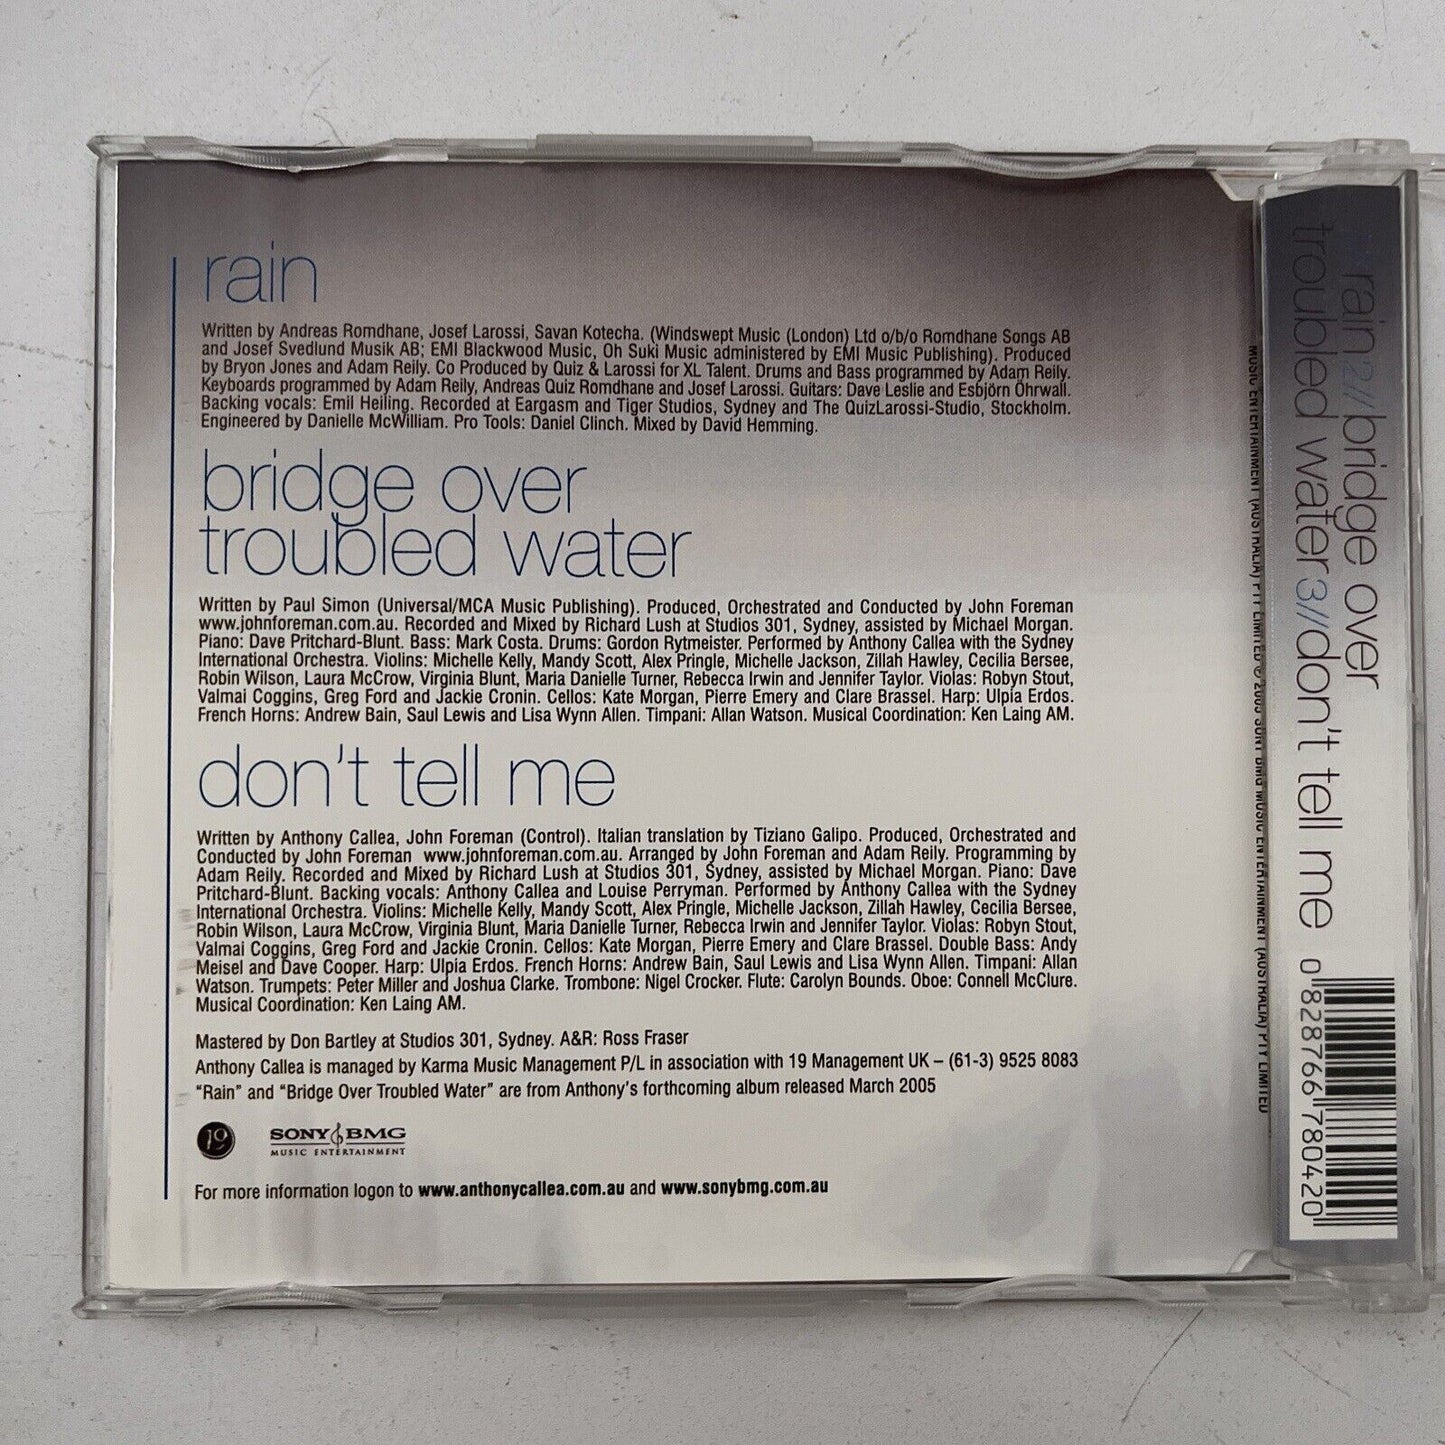 rain
Written by Andreas Romdhane, Josef Larossi, Savan Kotecha. (Windswept Music (London) Ltd o/b/o Romdhane Songs AB
and Josef Svedlund Musik AB; EMI Blackwood Music, Oh Suki Music administered by EMI Music Publishing). Produced
by Bryon Jones and Adam Reily. Co Produced by Quiz & Larossi for XL Talent. Drums and Bass programmed by Adam Reily.
Keyboards programmed by Adam Reily, Andreas Quiz Romdhane and Josef Larossi. Guitars: Dave Leslie and Esbjörn Öhrwall.
Backing vocals: Emil Heiling. Recorded at Eargasm and Tiger Studios, Sydney and The QuizLarossi-Studio, Stockholm.
Engineered by Danielle McWilliam. Pro Tools: Daniel Clinch. Mixed by David Hemming.
bridge over
troubled water
Written by Paul Simon (Universal/MCA Music Publishing). Produced, Orchestrated and Conducted by John Foreman
www.johnforeman.com.au. Recorded and Mixed by Richard Lush at Studios 301, Sydney, assisted by Michael Morgan.
Piano: Dave Pritchard-Blunt. Bass: Mark Costa. Drums: Gordon Rytmeister. Performed by Anthony Callea with the Sydney
International Orchestra. Violins: Michelle Kelly, Mandy Scott, Alex Pringle, Michelle Jackson, Zillah Hawley, Cecilia Bersee,
Robin Wilson, Laura McCrow, Virginia Blunt, Maria Danielle Turner, Rebecca Irwin and Jennifer Taylor. Violas: Robyn Stout,
Valmai Coggins, Greg Ford and Jackie Cronin. Cellos: Kate Morgan, Pierre Emery and Clare Brassel. Harp: Ulpia Erdos.
French Horns: Andrew Bain, Saul Lewis and Lisa Wynn Allen. Timpani: Allan Watson. Musical Coordination: Ken Laing AM.
don't tell me
Written by Anthony Callea, John Foreman (Control). Italian translation by Tiziano Galipo. Produced, Orchestrated and
Conducted by John Foreman www.johnforeman.com.au. Arranged by John Foreman and Adam Reily. Programming by
Adam Reily. Recorded and Mixed by Richard Lush at Studios 301, Sydney, assisted by Michael Morgan. Piano: Dave
Pritchard-Blunt. Backing vocals: Anthony Callea and Louise Perryman. Performed by Anthony Callea with the Sydney
International Orchestra. Violins: Michelle Kelly, Mandy Scott, Alex Pringle, Michelle Jackson, Zillah Hawley, Cecilia Bersee,
Robin Wilson, Laura McCrow, Virginia Blunt, Maria Danielle Turner, Rebecca Irwin and Jennifer Taylor. Violas: Robyn Stout,
Valmai Coggins, Greg Ford and Jackie Cronin. Cellos: Kate Morgan, Pierre Emery and Clare Brassel. Double Bass: Andy
Meisel and Dave Cooper. Harp: Ulpia Erdos. French Horns: Andrew Bain, Saul Lewis and Lisa Wynn Allen. Timpani: Allan
Watson. Trumpets: Peter Miller and Joshua Clarke. Trombone: Nigel Crocker. Flute: Carolyn Bounds. Oboe: Connell McClure.
Musical Coordination: Ken Laing AM.
Mastered by Don Bartley at Studios 301, Sydney. A&R: Ross Fraser
Anthony Callea is managed by Karma Music Management P/L in association with 19 Management UK – (61-3) 9525 8083
"Rain" and "Bridge Over Troubled Water" are from Anthony's forthcoming album released March 2005
19
SONY BMG
MUSIC ENTERTAINMENT
For more information logon to www.anthonycallea.com.au and www.sonybmg.com.au
MUSIC ENTERTAINMENT (AUSTRALIA) PTY LIMITED © 2005 SONY BMG MUSIC ENTERTAINMENT (AUSTRALIA) PTY LIMITED
rain 2//bridge over
troubled water 3//don't tell me
0 828766 780420